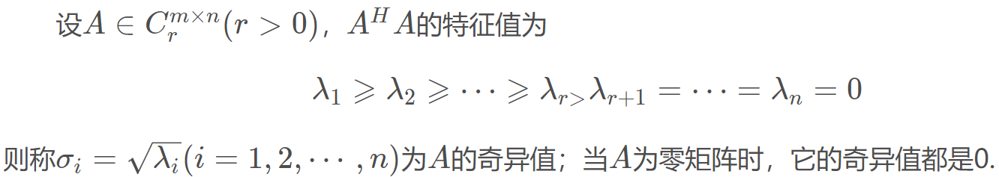 设$A \in C_r^{m \times n}(r > 0)$，$A^H A$的特征值为
$\lambda_1 \geqslant \lambda_2 \geqslant \cdots \geqslant \lambda_{r>} \lambda_{r+1} = \cdots = \lambda_n = 0$
则称$\sigma_i = \sqrt{\lambda_i}(i = 1, 2, \cdots, n)$为$A$的奇异值；当$A$为零矩阵时，它的奇异值都是0.